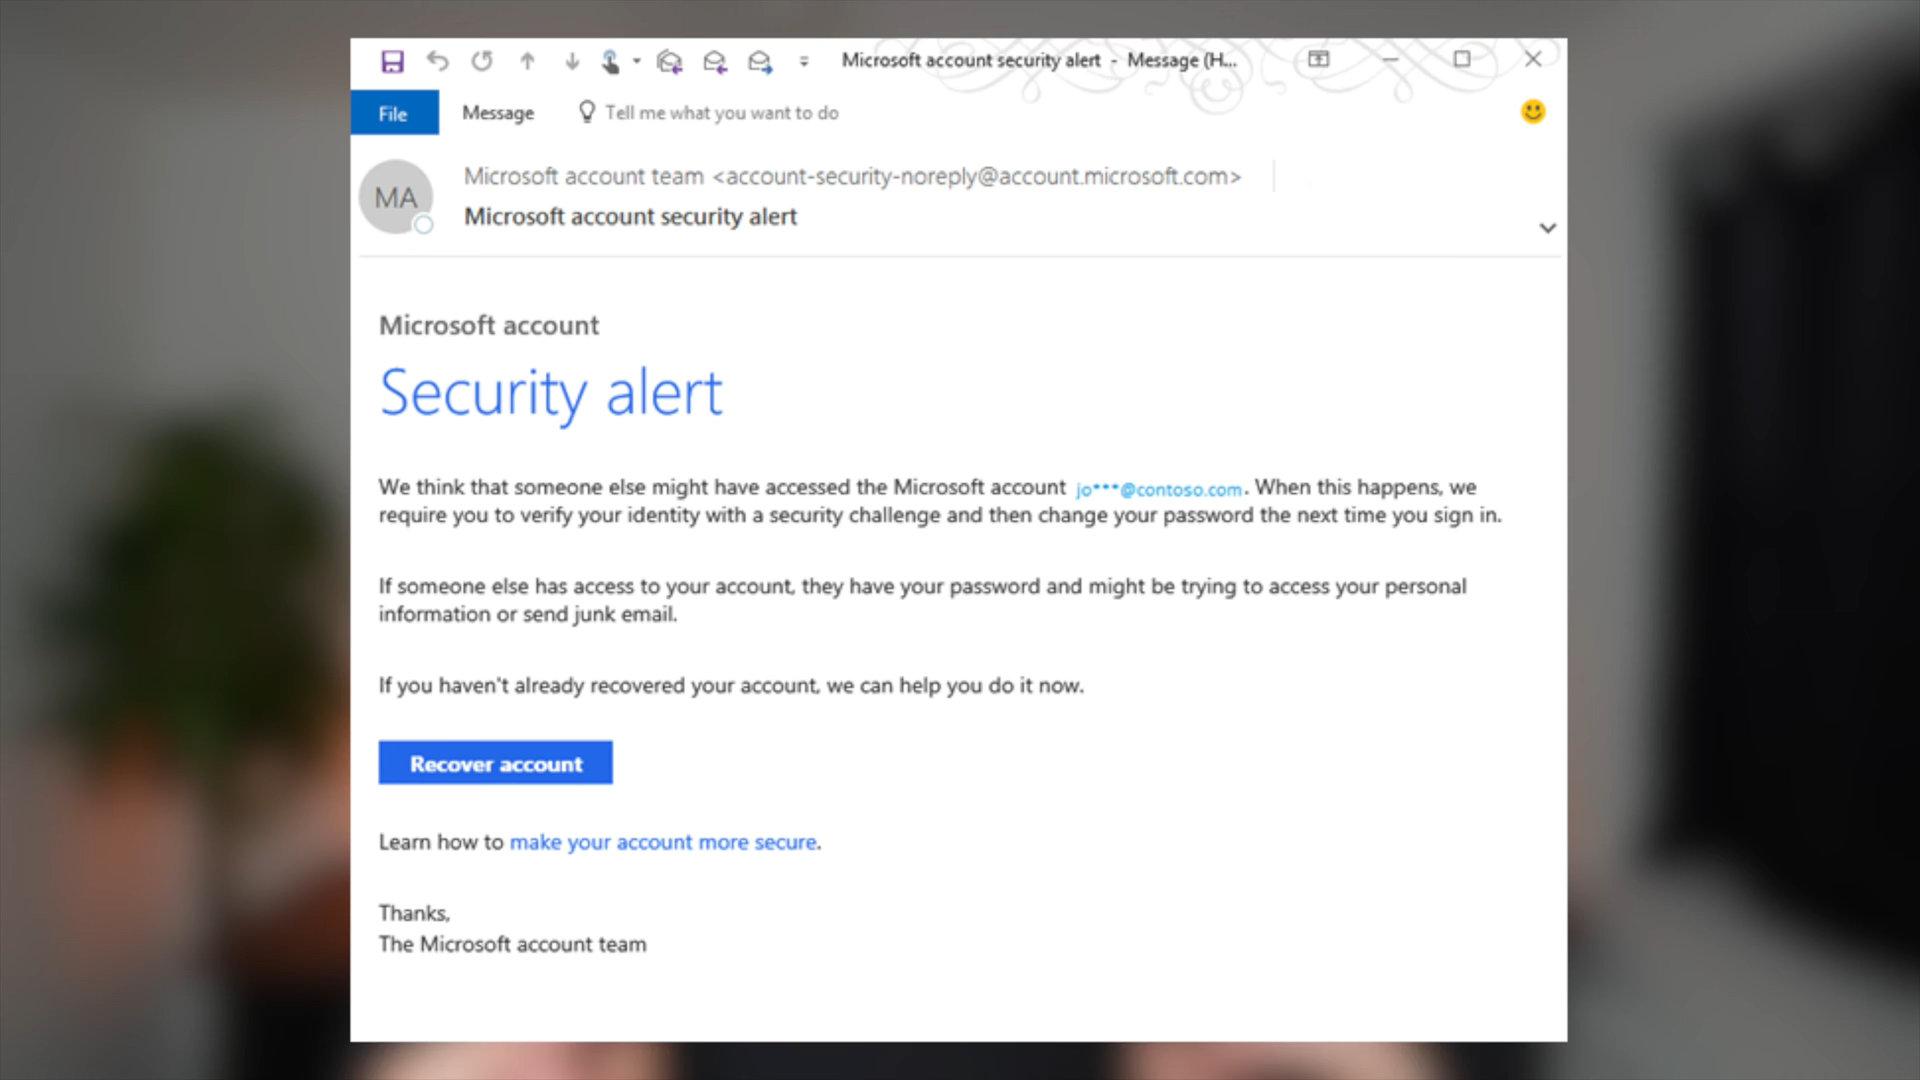 Microsoft account security alert - Message (H...
File Message Tell me what you want to do
MA
Microsoft account team <account-security-noreply@account.microsoft.com>
Microsoft account security alert
Microsoft account
Security alert
We think that someone else might have accessed the Microsoft account jo***@contoso.com. When this happens, we
require you to verify your identity with a security challenge and then change your password the next time you sign in.
If someone else has access to your account, they have your password and might be trying to access your personal
information or send junk email.
If you haven't already recovered your account, we can help you do it now.
Recover account
Learn how to make your account more secure.
Thanks,
The Microsoft account team